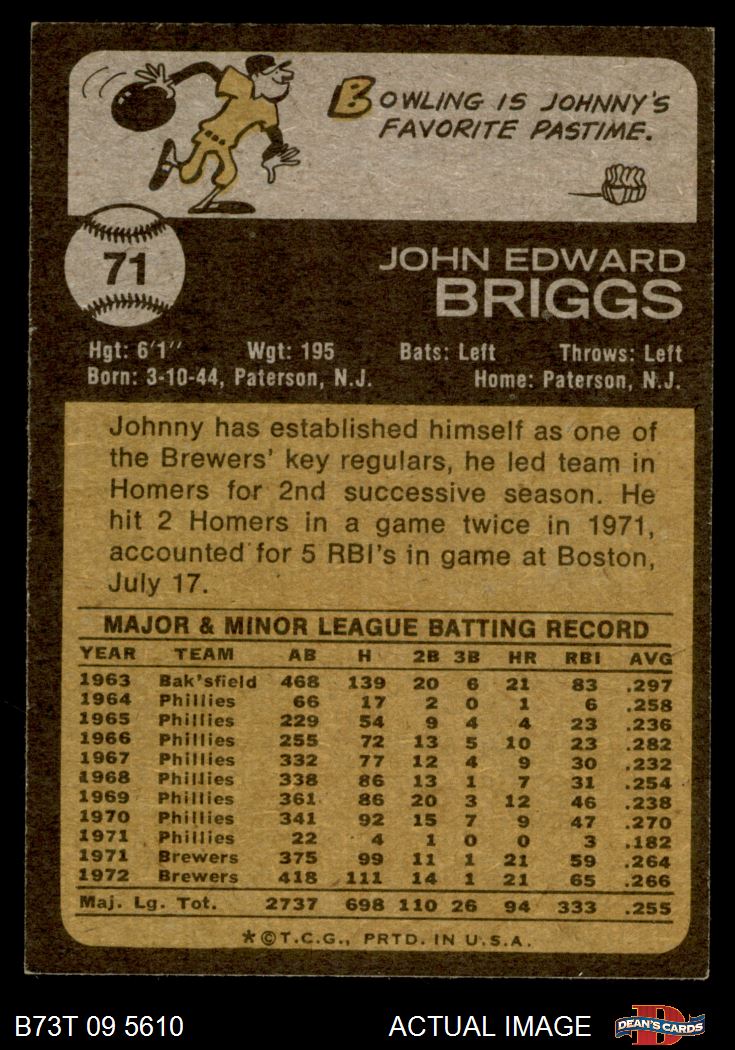 BOWLING IS JOHNNY'S
FAVORITE PASTIME.
71
JOHN EDWARD
BRIGGS
Hgt: 6'1" Wgt: 195 Bats: Left Throws: Left
Born: 3-10-44, Paterson, N.J. Home: Paterson, N.J.
Johnny has established himself as one of
the Brewers' key regulars, he led team in
Homers for 2nd successive season. He
hit 2 Homers in a game twice in 1971,
accounted for 5 RBI's in game at Boston,
July 17.
MAJOR & MINOR LEAGUE BATTING RECORD
YEAR TEAM AB H 2B 3B HR RBI AVG
1963 Bak'sfield 468 139 20 6 21 83 .297
1964 Phillies 66 17 2 0 1 6 .258
1965 Phillies 229 54 9 4 4 23 .236
1966 Phillies 255 72 13 5 10 23 .282
1967 Phillies 332 77 12 4 9 30 .232
1968 Phillies 338 86 13 1 7 31 .254
1969 Phillies 361 86 20 3 12 46 .238
1970 Phillies 341 92 15 7 9 47 .270
1971 Phillies 22 4 1 0 0 3 .182
1971 Brewers 375 99 11 1 21 59 .264
1972 Brewers 418 111 14 1 21 65 .266
Maj. Lg. Tot. 2737 698 110 26 94 333 .255
*©T.C.G., PRTD. IN U.S.A.
B73T 09 5610 ACTUAL IMAGE
D
DEAN'S CARDS